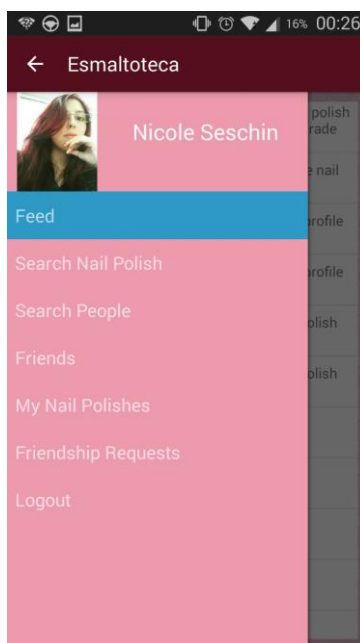 16% 00:26
Esmaltoteca
Nicole Seschin
polish
rade
nail
profile
profile
olish
olish
Feed
Search Nail Polish
Search People
Friends
My Nail Polishes
Friendship Requests
Logout